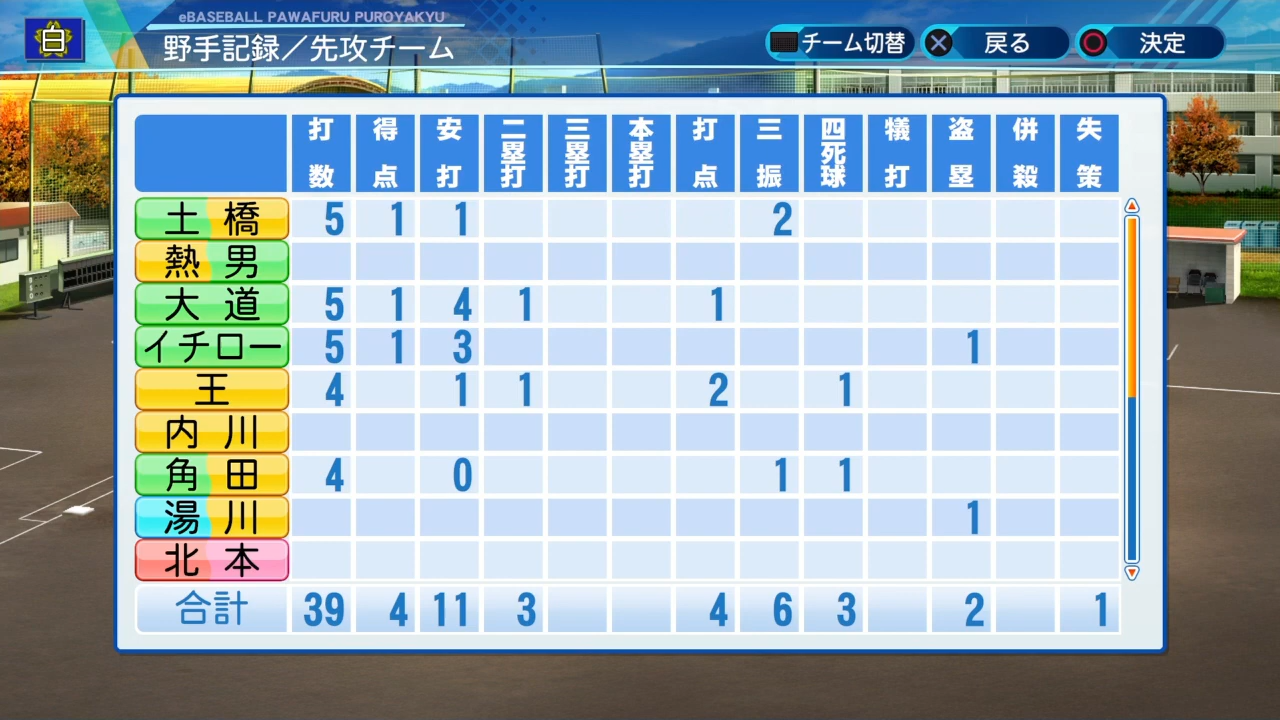 白
eBASEBALL PAWAFURU PUROYAKYU
野手記録／先攻チーム
チーム切替 戻る 決定
打数 得点 安打 二塁打 三塁打 本塁打 打点 三振 四死球 犠打 盗塁 併殺 失策
土橋 5 1 1 2
熱男
大道 5 1 4 1 1
イチロー 5 1 3 1
王 4 1 1 2 1
内川
角田 4 0 1 1
湯川 1
北本
合計 39 4 11 3 4 6 3 2 1